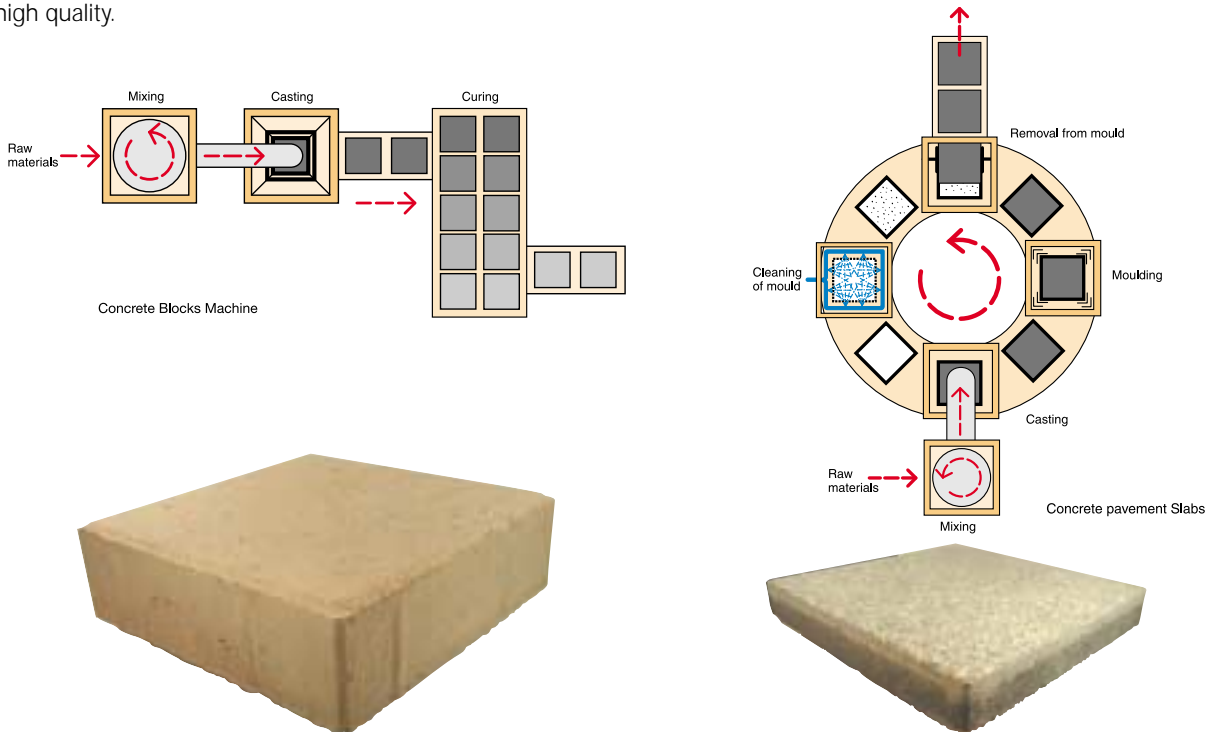 high quality.
Mixing
Casting
Curing
Raw
materials
Concrete Blocks Machine
Removal from mould
Cleaning
of mould
Moulding
Casting
Raw
materials
Mixing
Concrete pavement Slabs